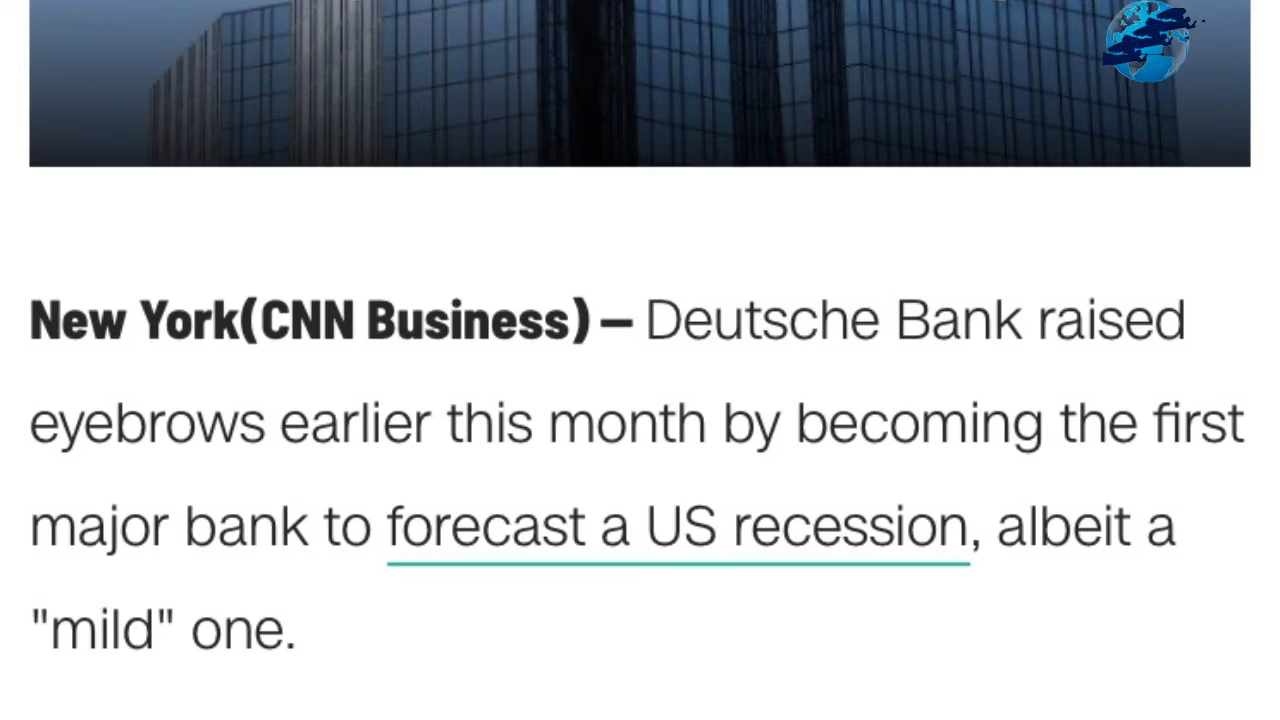 New York(CNN Business) — Deutsche Bank raised
eyebrows earlier this month by becoming the first
major bank to forecast a US recession, albeit a
"mild" one.